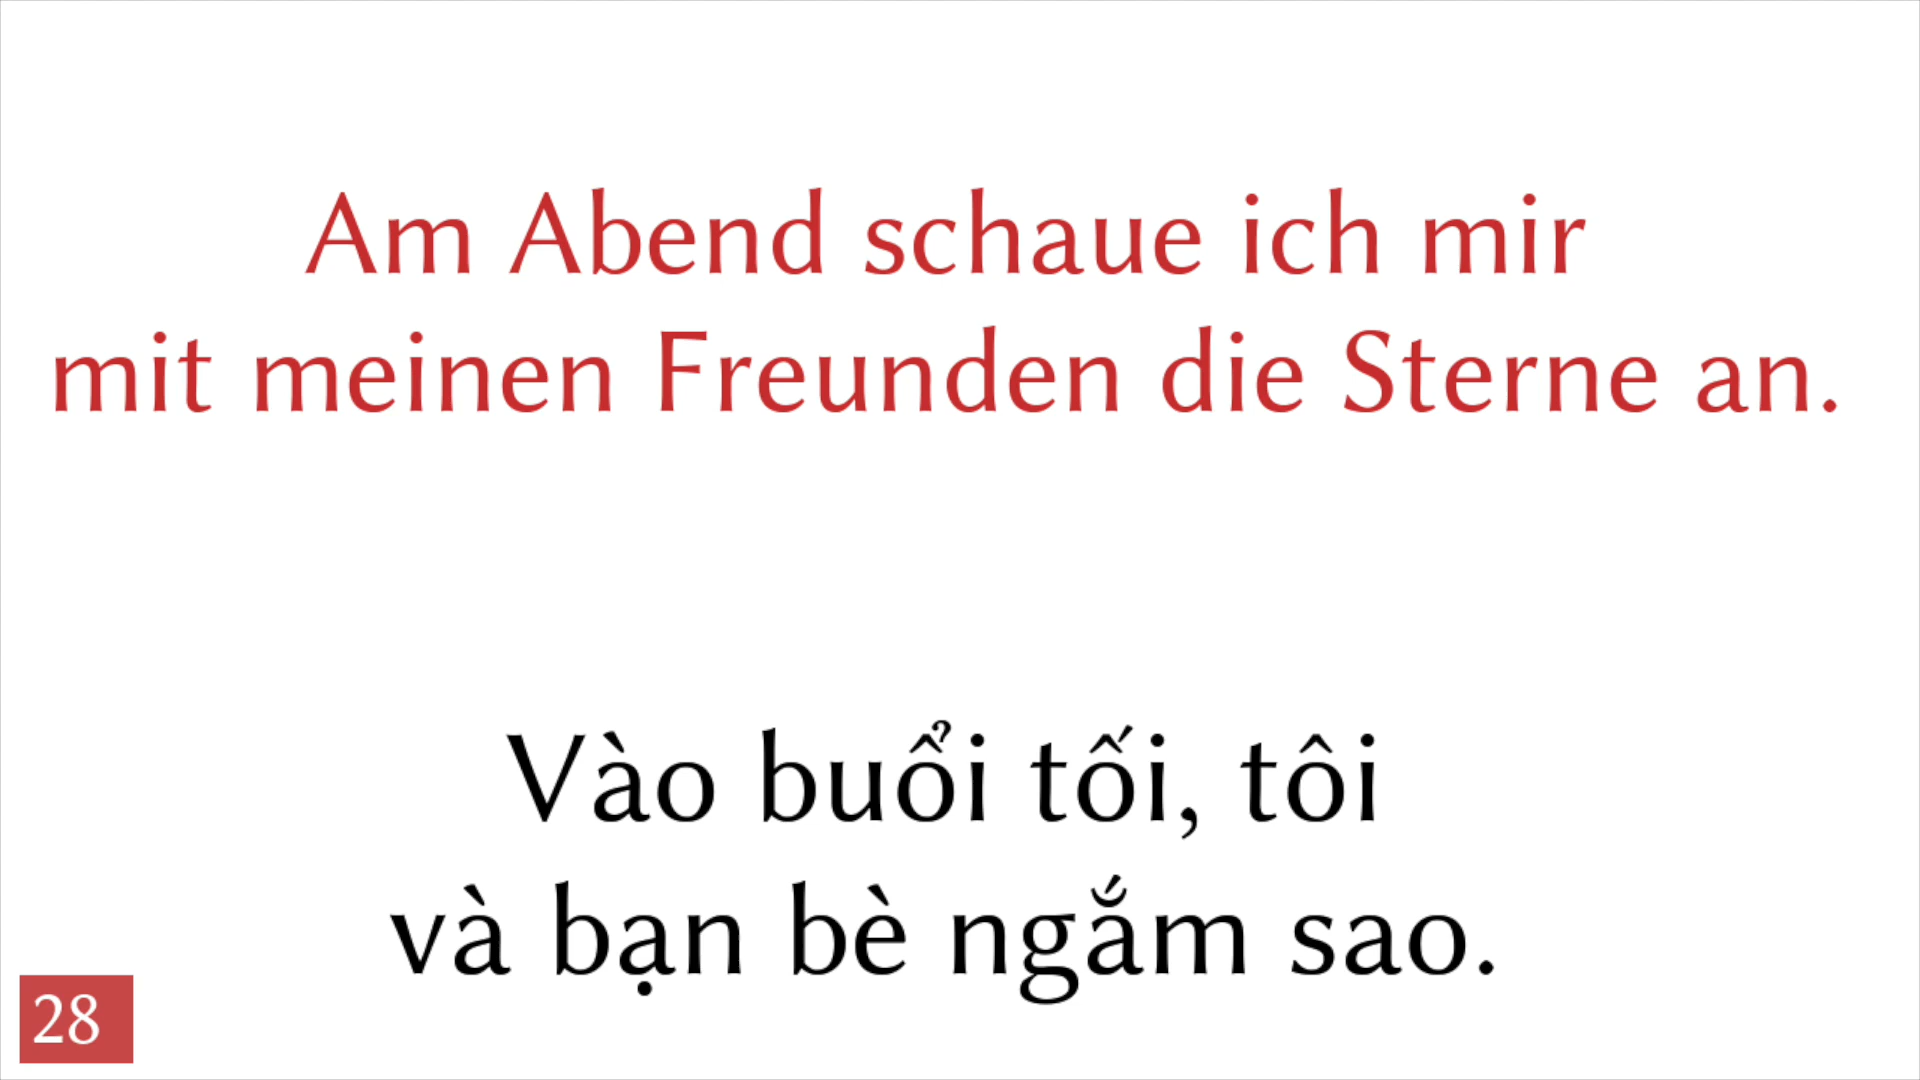 Am Abend schaue ich mir
mit meinen Freunden die Sterne an.
Vào buổi tối, tôi
và bạn bè ngắm sao.
28